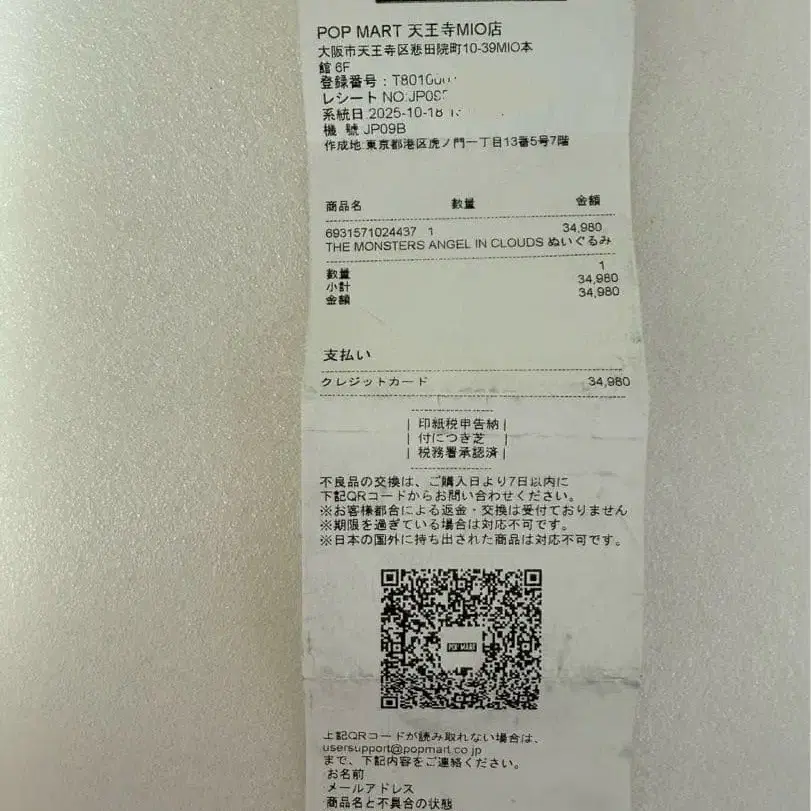 POP MART 天王寺MIO店
大阪市天王寺区悲田院町10-39MIO本
館 6F
登録番号：T8010
レシート NO:JP09
系統日 2025-10-18
機 號 JP09B
作成地:東京都港区虎ノ門一丁目13番5号7階
商品名 数量 金額
6931571024437 1 34,980
THE MONSTERS ANGEL IN CLOUDS ぬいぐるみ
数量 1
小計 34,980
金額 34,980
支払い
クレジットカード 34,980
印紙税申告納
付につき芝
税務署承認済
不良品の交換は、ご購入日より7日以内に
下記QRコードからお問い合わせください。
※お客様都合による返金・交換は受付ておりません
※期限を過ぎている場合は対応不可です。
※日本の国外に持ち出された商品は対応不可です。
POP MART
上記QRコードが読み取れない場合は、
usersupport@popmart.co.jp
まで、下記内容をご連絡ください。
お名前
メールアドレス
商品名と不具合の状態